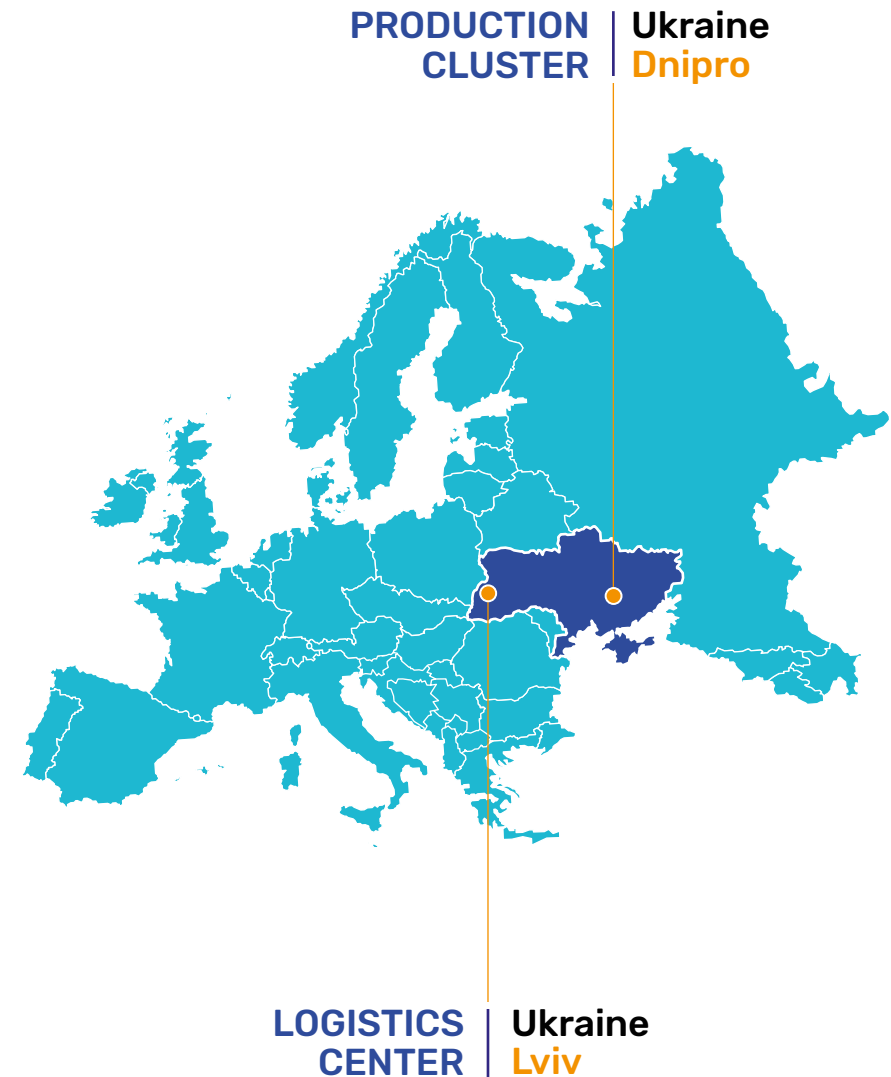 PRODUCTION CLUSTER
Ukraine
Dnipro
LOGISTICS CENTER
Ukraine
Lviv